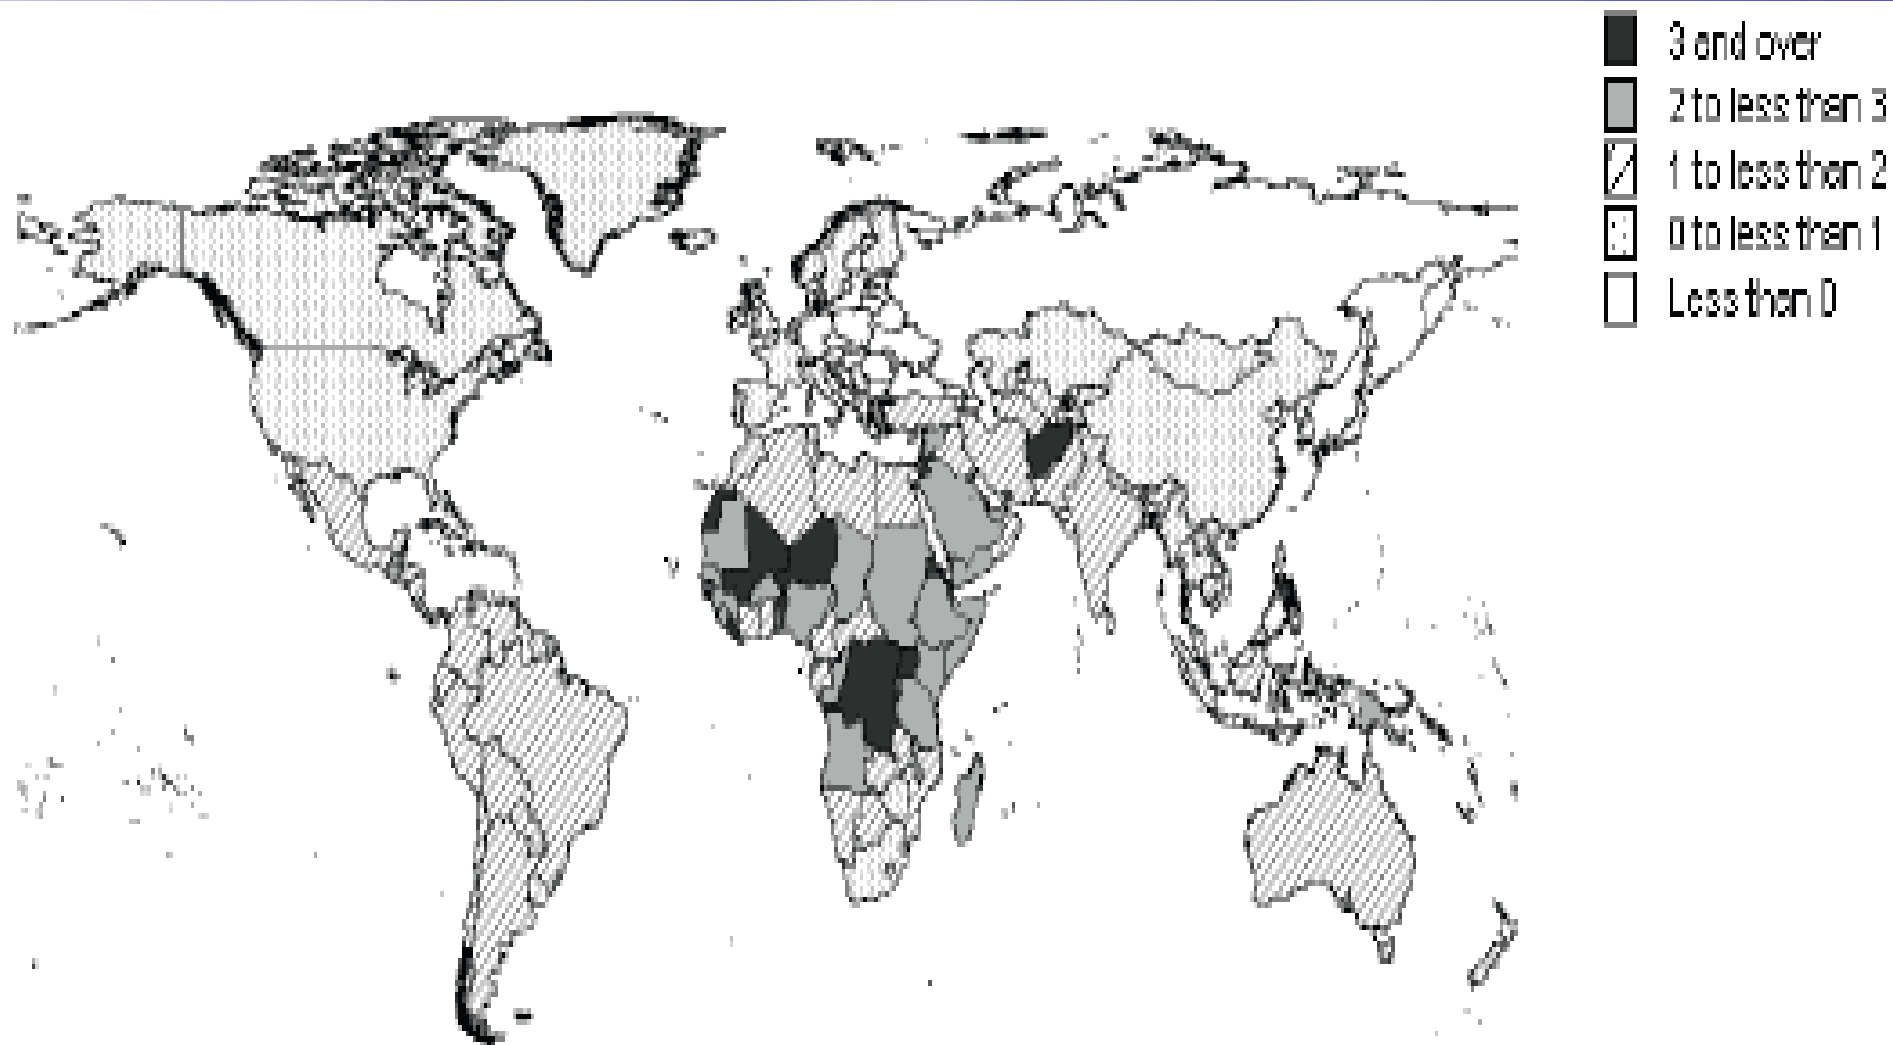 3 and over
2 to less than 3
1 to less than 2
0 to less than 1
Less than 0